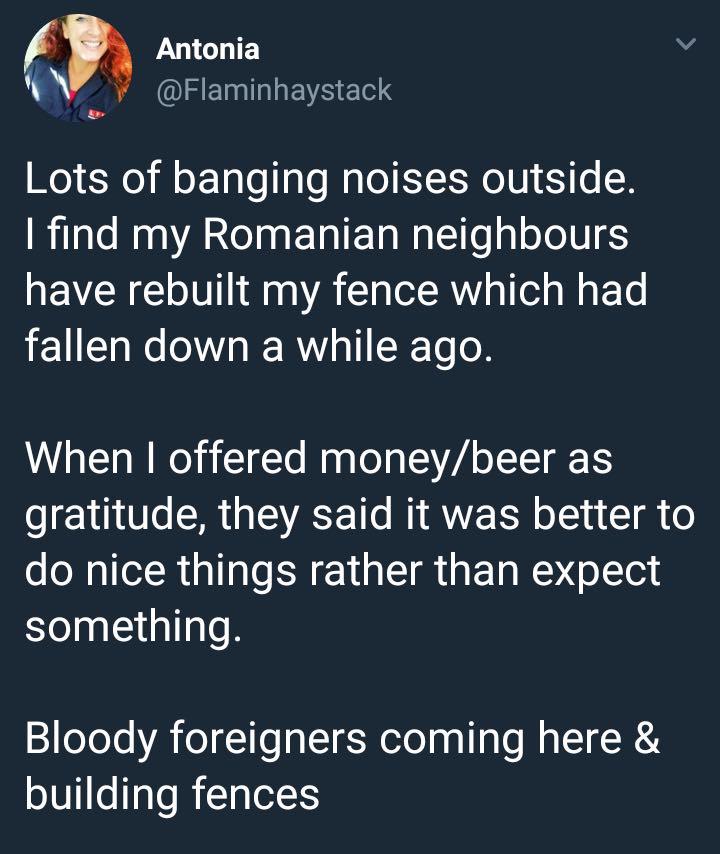 Antonia
@Flaminhaystack
Lots of banging noises outside.
I find my Romanian neighbours
have rebuilt my fence which had
fallen down a while ago.
When I offered money/beer as
gratitude, they said it was better to
do nice things rather than expect
something.
Bloody foreigners coming here &
building fences